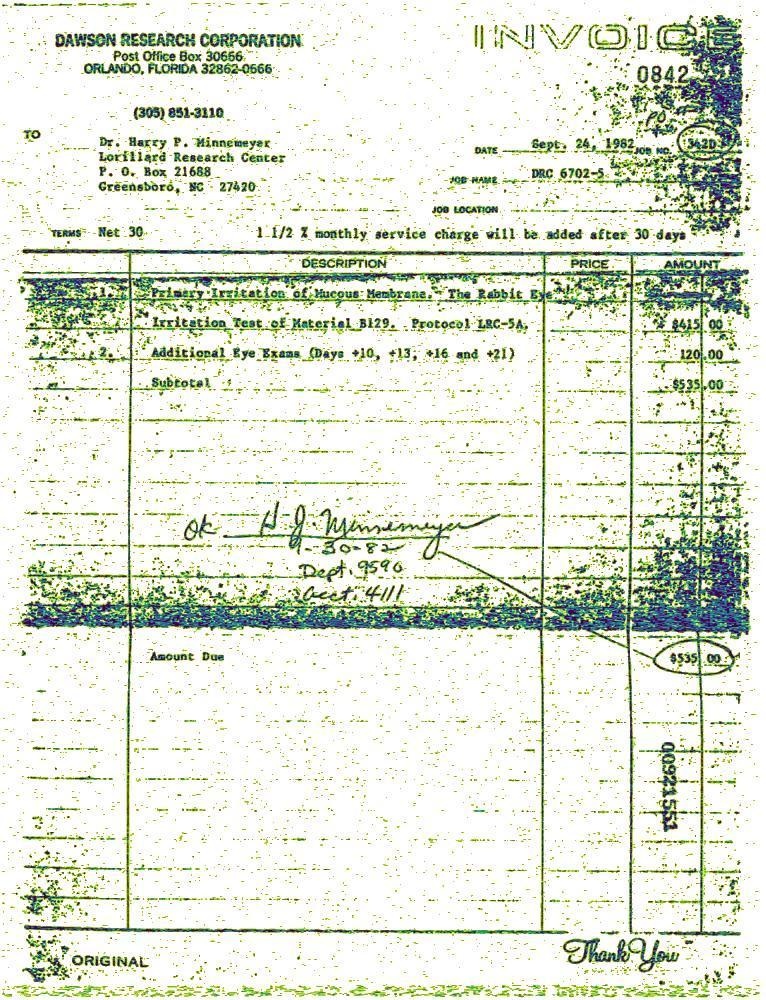 DAWSON RESEARCH CORPORATION
Post Office Box 30666
ORLANDO, FLORIDA 32862-0666
(305) 851-3110
INVOICE
0842
TO
Dr. Harry P. Minnemeyer
Lorillard Research Center
P. O. Box 21688
Greensboro, NC 27420
DATE Sept. 24, 1982 JOB NO.
JOB NAME DRC 6702-5
JOB LOCATION
TERMS Net 30 1 1/2 % monthly service charge will be added after 30 days
DESCRIPTION PRICE AMOUNT
1. Primary Irritation of Mucous Membrane. The Rabbit Eye
Irritation Test of Material B129. Protocol LRC-5A. $415.00
2. Additional Eye Exams (Days +10, +13, +16 and +21) 120.00
Subtotal $535.00
OK H. J. Minnemeyer
9-30-82
Dept. 9590
Acct. 4111
Amount Due $535.00
00921551
ORIGINAL
Thank You